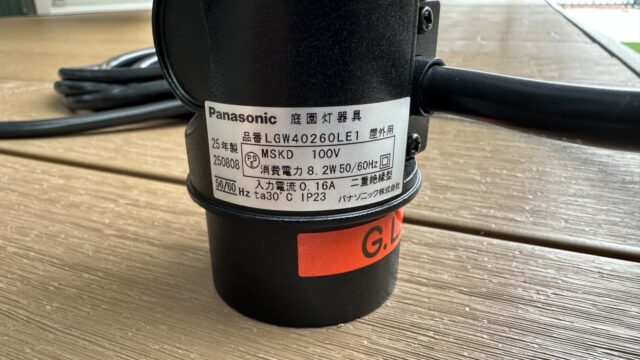 Panasonic 庭園灯器具
品番 LGW40260LE1 屋外用
25年製 MSKD 100V
250808 消費電力 8.2W 50/60Hz
50/60 Hz 入力電流 0.16A 二重絶縁型
ta30°C IP23 パナソニック株式会社
G.L